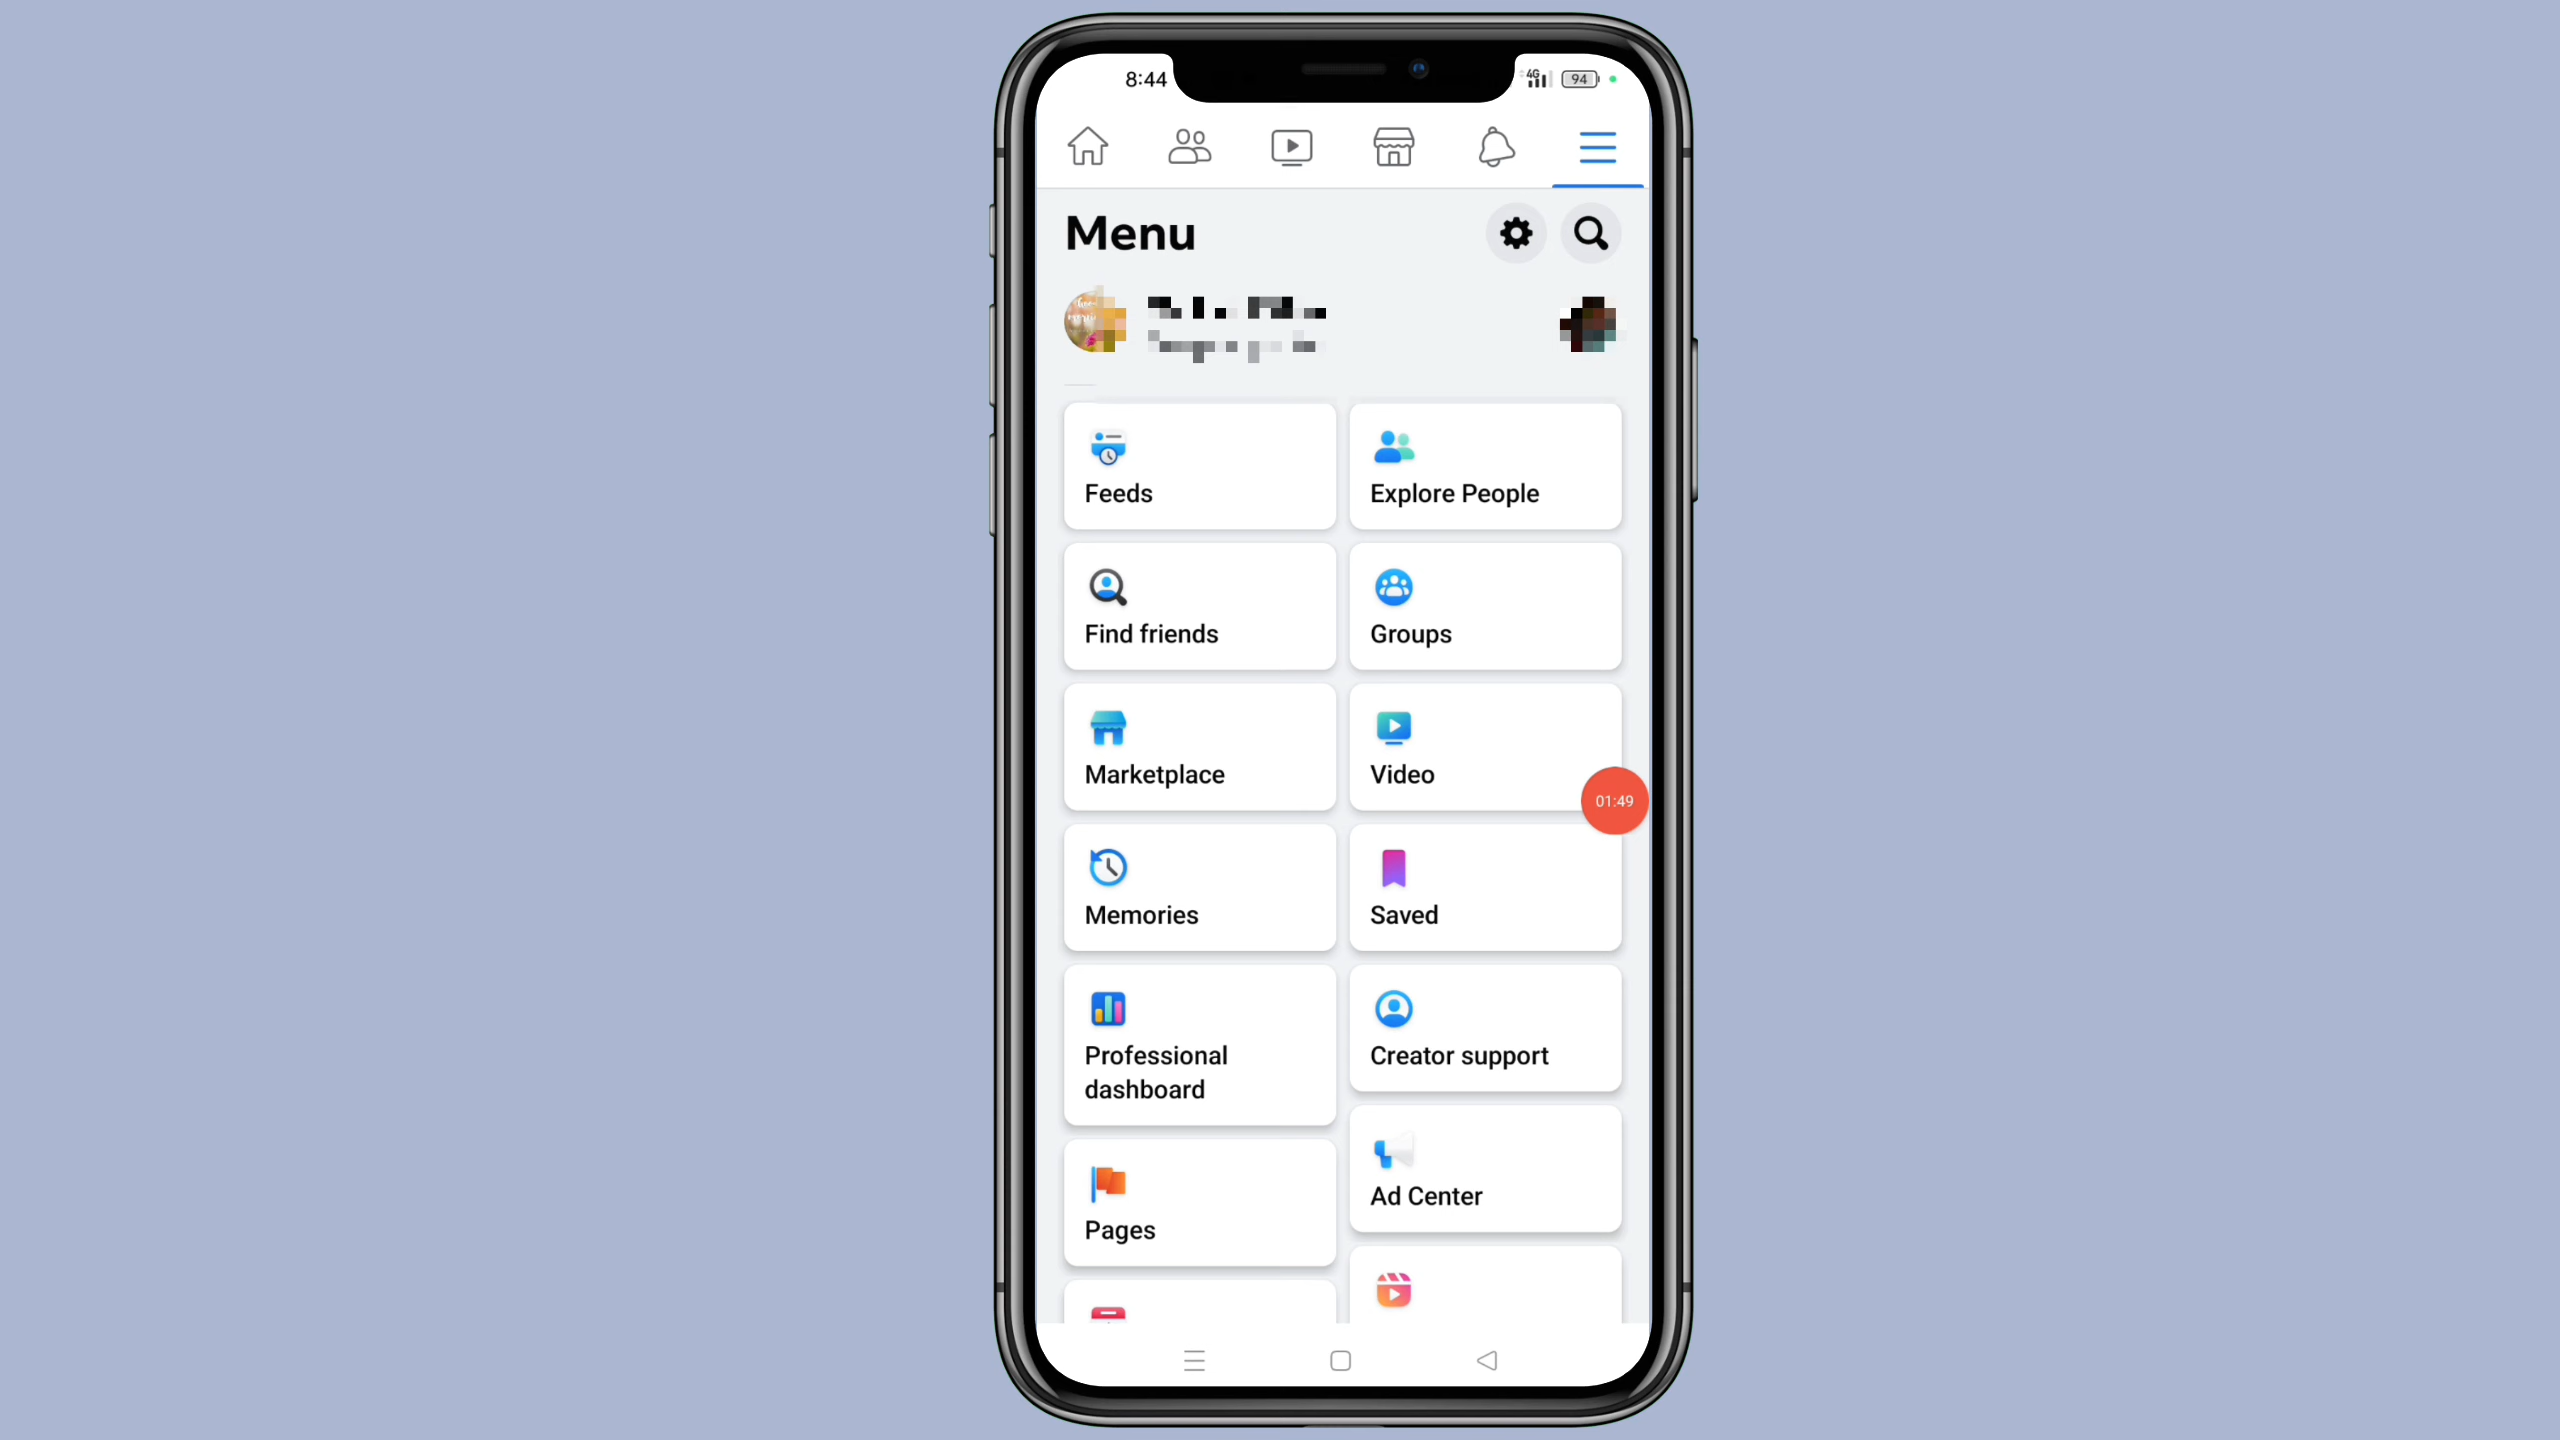 8:44
4G
94
Menu
Feeds
Explore People
Find friends
Groups
Marketplace
Video
01:49
Memories
Saved
Professional
dashboard
Creator support
Ad Center
Pages